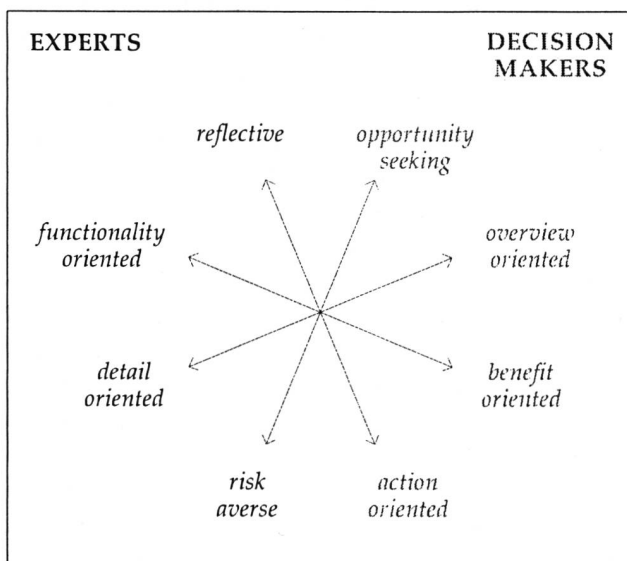 EXPERTS
DECISION
MAKERS
reflective
opportunity
seeking
functionality
oriented
overview
oriented
detail
oriented
benefit
oriented
risk
averse
action
oriented